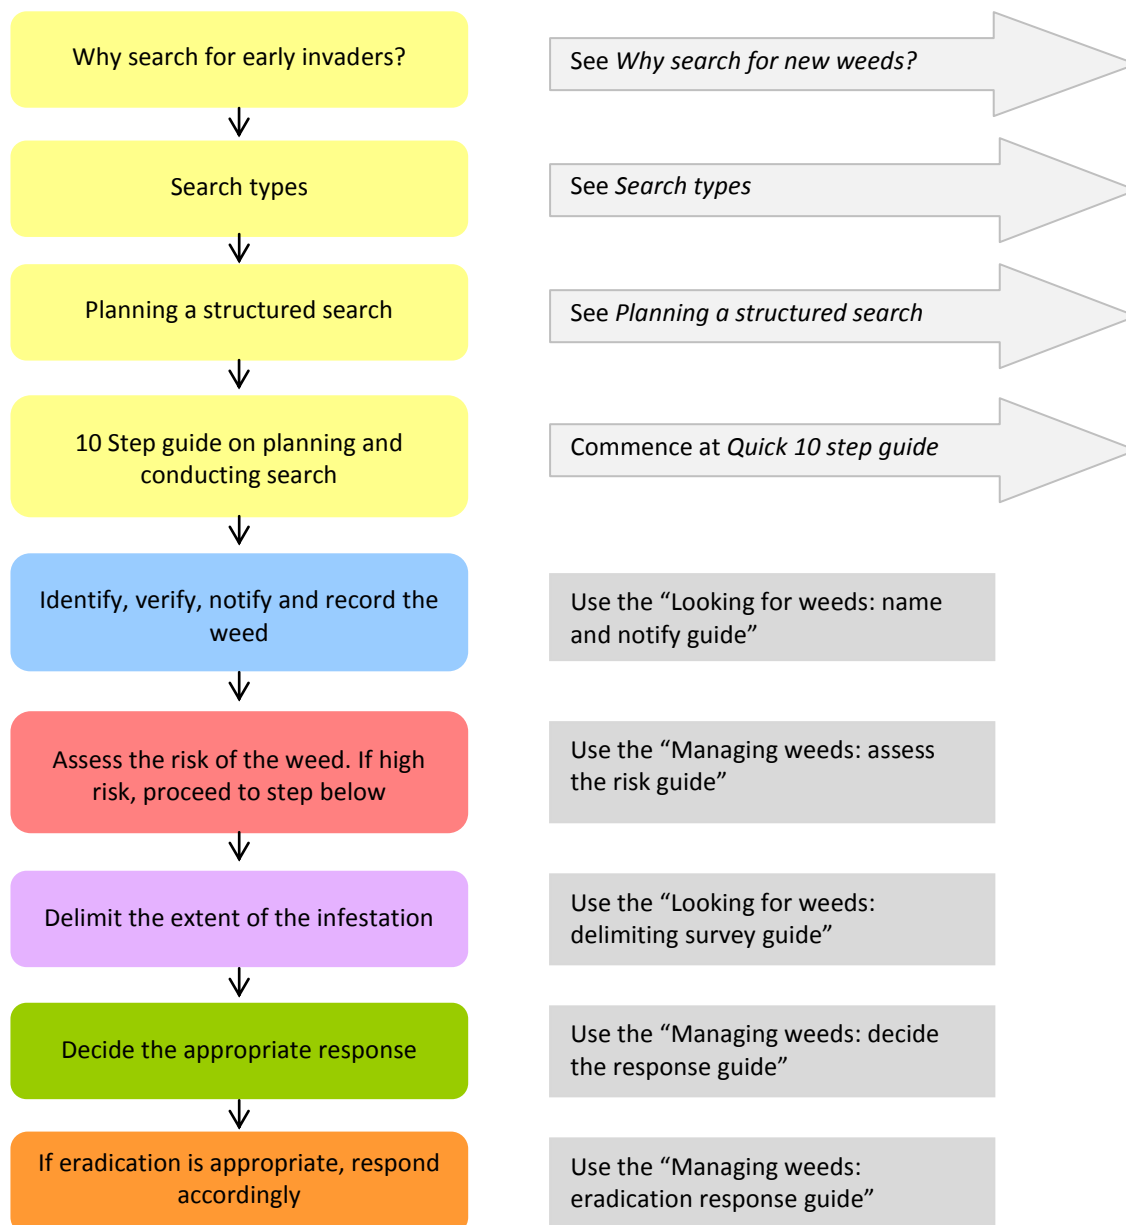 Why search for early invaders?
See Why search for new weeds?
Search types
See Search types
Planning a structured search
See Planning a structured search
10 Step guide on planning and
conducting search
Commence at Quick 10 step guide
Identify, verify, notify and record the
weed
Use the “Looking for weeds: name
and notify guide”
Assess the risk of the weed. If high
risk, proceed to step below
Use the “Managing weeds: assess
the risk guide”
Delimit the extent of the infestation
Use the “Looking for weeds:
delimiting survey guide”
Decide the appropriate response
Use the “Managing weeds: decide
the response guide”
If eradication is appropriate, respond
accordingly
Use the “Managing weeds:
eradication response guide”